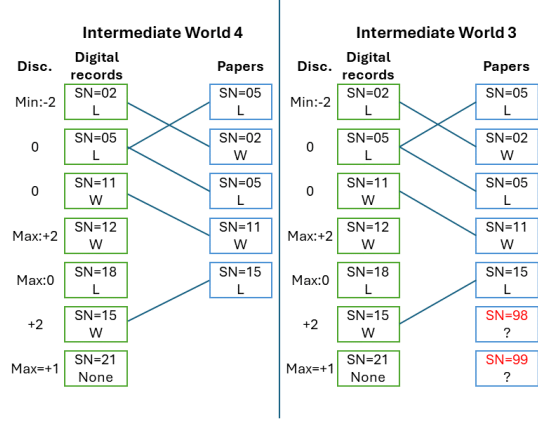 Intermediate World 4
Disc.
Digital
records
Papers
Min:-2
SN=02
L
SN=05
L
0
SN=05
L
SN=02
W
0
SN=11
W
SN=05
L
Max:+2
SN=12
W
SN=11
W
Max:0
SN=18
L
SN=15
L
+2
SN=15
W
Max=+1
SN=21
None
Intermediate World 3
Disc.
Digital
records
Papers
Min:-2
SN=02
L
SN=05
L
0
SN=05
L
SN=02
W
0
SN=11
W
SN=05
L
Max:+2
SN=12
W
SN=11
W
Max:0
SN=18
L
SN=15
L
+2
SN=15
W
SN=98
?
Max=+1
SN=21
None
SN=99
?